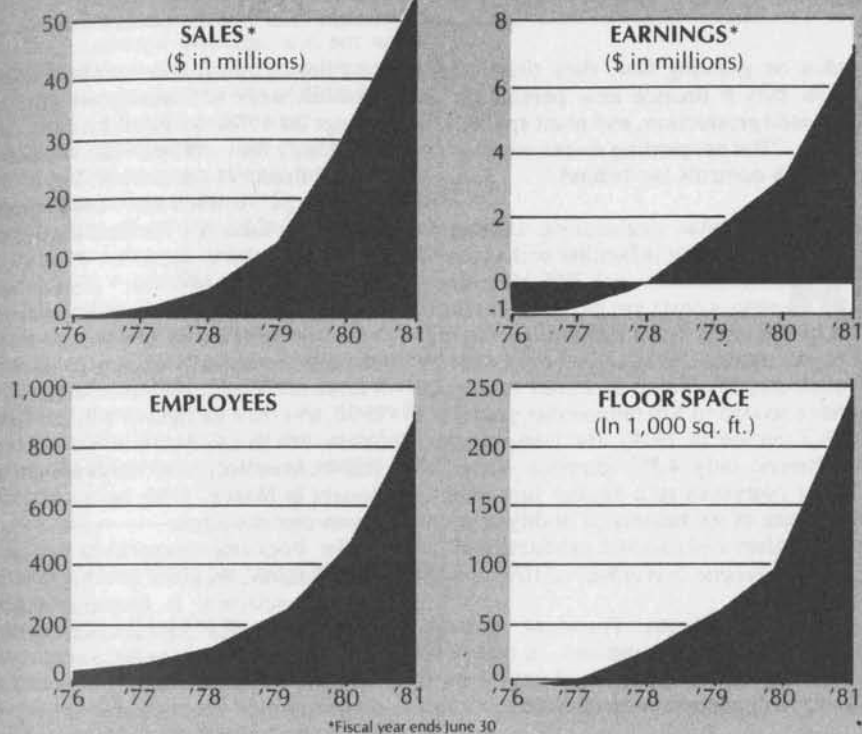 SALES*
($ in millions)
50
40
30
20
10
0
'76 '77 '78 '79 '80 '81
EARNINGS*
($ in millions)
8
6
4
2
0
-1
'76 '77 '78 '79 '80 '81
EMPLOYEES
1,000
800
600
400
200
0
'76 '77 '78 '79 '80 '81
FLOOR SPACE
(In 1,000 sq. ft.)
250
200
150
100
50
0
'76 '77 '78 '79 '80 '81
*Fiscal year ends June 30